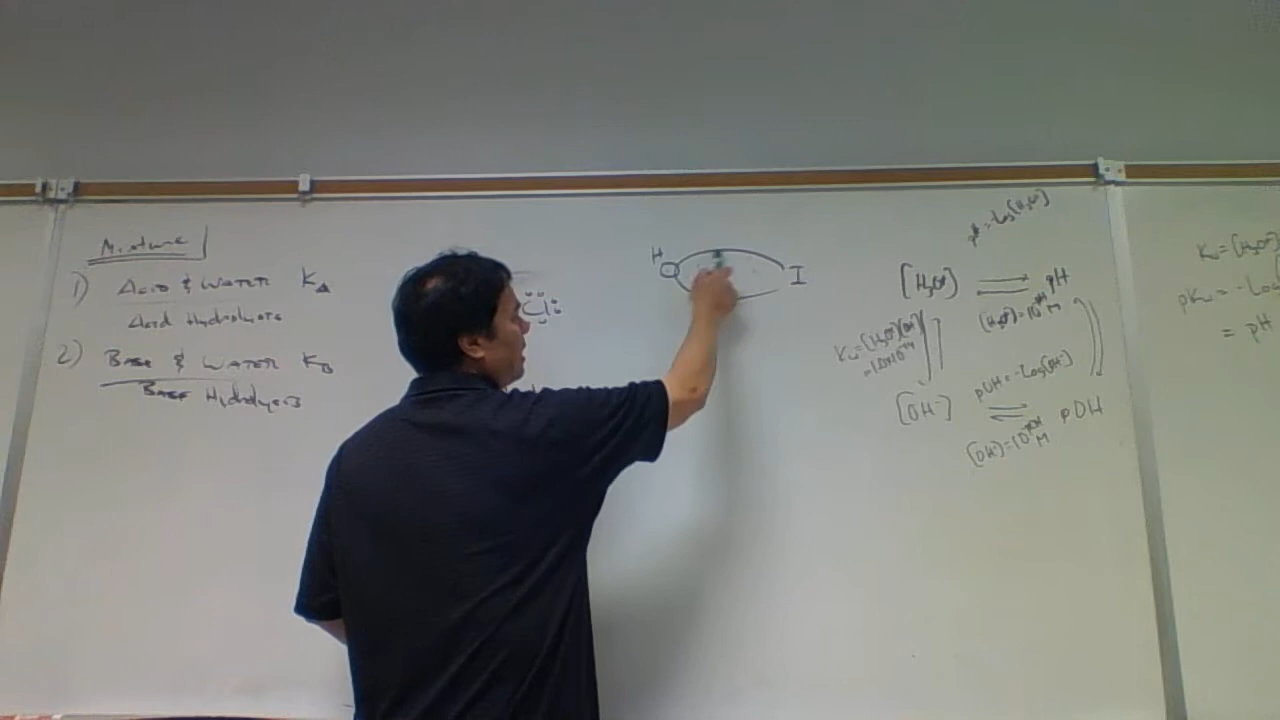 Mixture
1) Acid & Water KA
Acid Hydrolysis
2) Base & Water KB
Base Hydrolysis
Cl
H
I
pH = -log[H3O+]
[H3O+] ⇌ pH
[H3O+] = 10^-pH M
Kw = [H3O+][OH-]
= 1.0x10^-14
pOH = -Log[OH-]
[OH-] ⇌ pOH
[OH-] = 10^-pOH M
Kw = [H3O+]
pKw = -Log
= pH